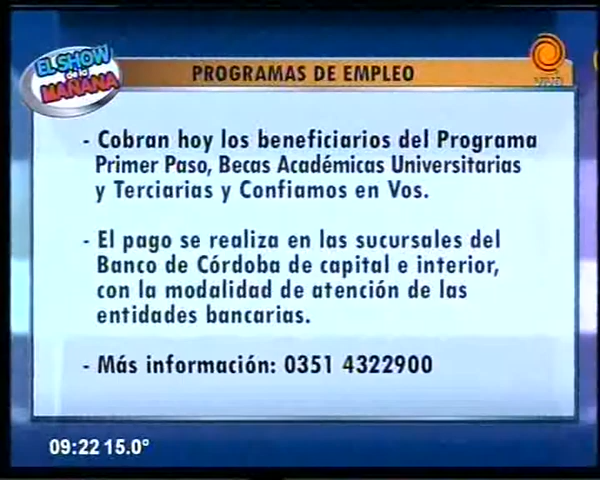 EL SHOW
de la
MAÑANA
PROGRAMAS DE EMPLEO
- Cobran hoy los beneficiarios del Programa
Primer Paso, Becas Académicas Universitarias
y Terciarias y Confiamos en Vos.
- El pago se realiza en las sucursales del
Banco de Córdoba de capital e interior,
con la modalidad de atención de las
entidades bancarias.
- Más información: 0351 4322900
09:22 15.0°